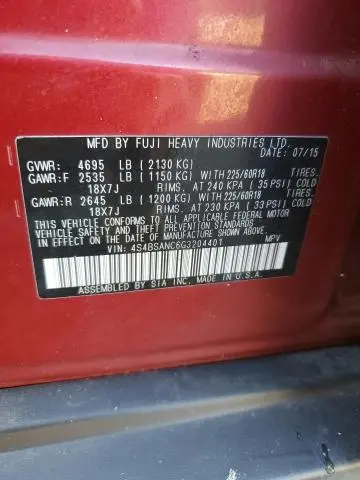 MFD BY FUJI HEAVY INDUSTRIES LTD.
DATE: 07/15
GVWR: 4695 LB (2130 KG)
GAWR:F 2535 LB (1150 KG) WITH 225/60R18 TIRES.
18X7J RIMS. AT 240 KPA (35 PSI) COLD
GAWR:R 2645 LB (1200 KG) WITH 225/60R18 TIRES.
18X7J RIMS. AT 230 KPA (33 PSI) COLD
THIS VEHICLE CONFORMS TO ALL APPLICABLE FEDERAL MOTOR
VEHICLE SAFETY AND THEFT PREVENTION STANDARDS IN EFFECT ON THE
DATE OF MANUFACTURE SHOWN ABOVE.
VIN: 4S4BSANC6G3204401 MPV
ASSEMBLED BY SIA INC. MADE IN U.S.A.